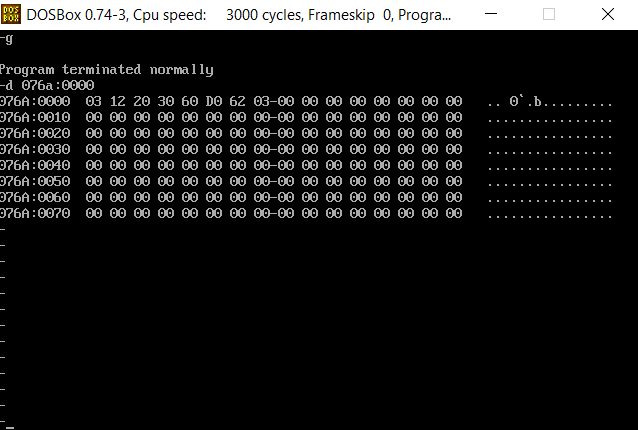 DOSBox 0.74-3, Cpu speed: 3000 cycles, Frameskip 0, Progra...
-g
Program terminated normally
-d 076a:0000
076A:0000 03 12 20 30 60 D0 62 03-00 00 00 00 00 00 00 00 .. 0`.b.........
076A:0010 00 00 00 00 00 00 00 00-00 00 00 00 00 00 00 00 ................
076A:0020 00 00 00 00 00 00 00 00-00 00 00 00 00 00 00 00 ................
076A:0030 00 00 00 00 00 00 00 00-00 00 00 00 00 00 00 00 ................
076A:0040 00 00 00 00 00 00 00 00-00 00 00 00 00 00 00 00 ................
076A:0050 00 00 00 00 00 00 00 00-00 00 00 00 00 00 00 00 ................
076A:0060 00 00 00 00 00 00 00 00-00 00 00 00 00 00 00 00 ................
076A:0070 00 00 00 00 00 00 00 00-00 00 00 00 00 00 00 00 ................
-
-
-
-
-
-
-
-
-
-
-
-
-_